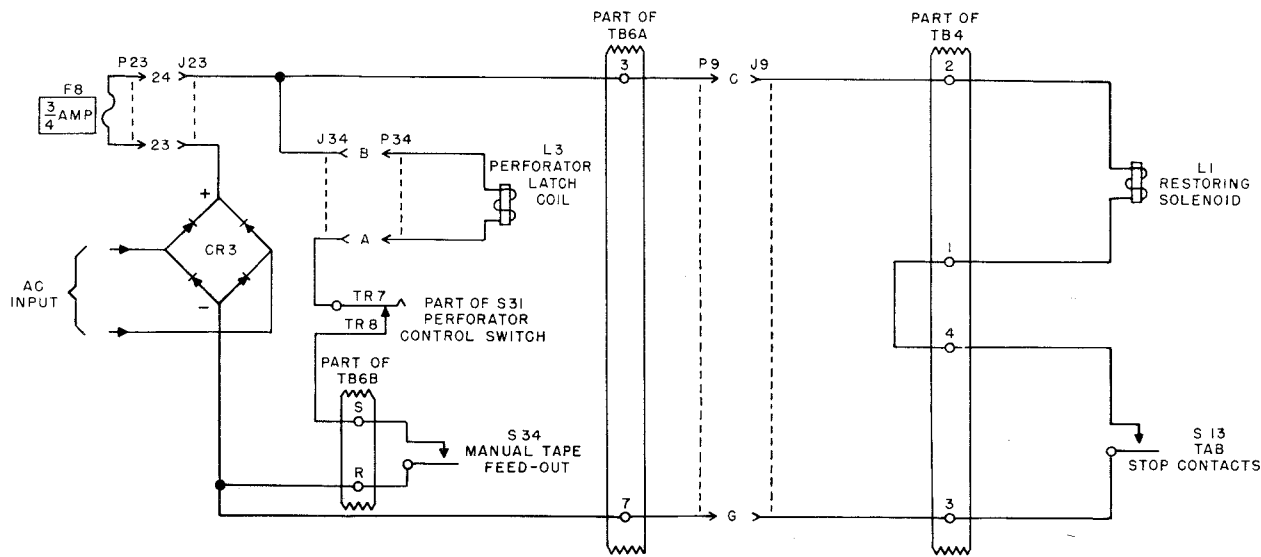 PART OF
TB6A
PART OF
TB4
P23
J23
24
3
P9
C
J9
2
F8
3/4 AMP
23
J34
P34
B
L3
PERFORATOR
LATCH
COIL
L1
RESTORING
SOLENOID
+
CR3
A
1
AC
INPUT
−
TR7
TR8
PART OF S31
PERFORATOR
CONTROL SWITCH
4
PART OF
TB6B
S
S34
MANUAL TAPE
FEED-OUT
S13
TAB
STOP CONTACTS
R
7
G
3